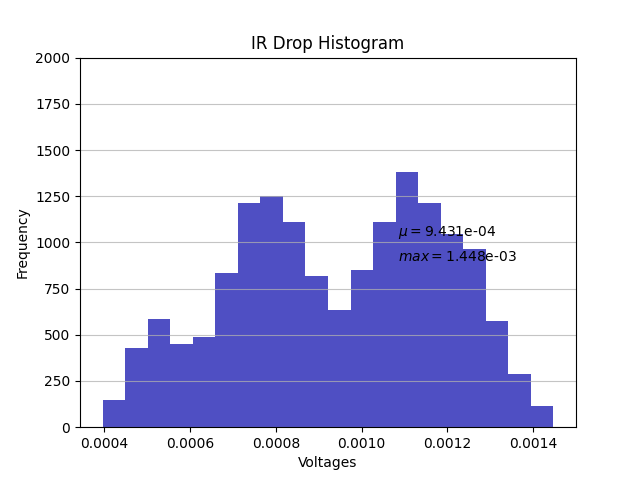 IR Drop Histogram
2000
1750
1500
1250
1000
750
500
250
0
Frequency
μ = 9.431e-04
max = 1.448e-03
0.0004 0.0006 0.0008 0.0010 0.0012 0.0014
Voltages